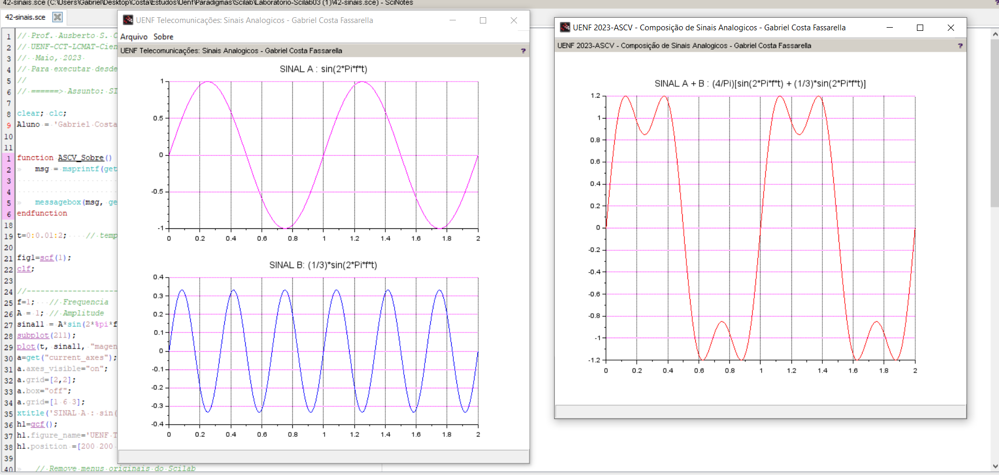 42-sinais.sce (C:\Users\Gabriel\Desktop\Costa\Estudos\Uenf\Paradigmas\Scilab\Laboratorio-Scilab03 (1)\42-sinais.sce) - SciNotes
?
42-sinais.sce
1 // Prof. Ausberto S. C
2 // UENF-CCT-LCMAT-Cien
3 // Maio, 2023
4 // Para executar desde
5 //
6 // ======> Assunto: SI
7
8 clear; clc;
9 Aluno = 'Gabriel Costa
10
11
1 function ASCV_Sobre()
2 msg = msprintf(get
3
4
5 messagebox(msg, ge
6 endfunction
18
19 t=0:0.01:2; // temp
20
21 fig1=scf(1);
22 clf;
23
24 //----------------------
25 f=1; // Frequencia
26 A = 1; // Amplitude
27 sinal1 = A*sin(2*%pi*f
28 subplot(211);
29 plot(t, sinal1, "magen
30 a=get("current_axes");
31 a.axes_visible="on";
32 a.grid=[2,2];
33 a.box="off";
34 a.grid=[1 6 3];
35 xtitle('SINAL A : sin(
36 h1=gcf();
37 h1.figure_name='UENF T
38 h1.position =[200 200
39
40 // Remove menus originais do Scilab
UENF Telecomunicações: Sinais Analogicos - Gabriel Costa Fassarella
Arquivo Sobre
UENF Telecomunicações: Sinais Analogicos - Gabriel Costa Fassarella ?
SINAL A : sin(2*Pi*f*t)
1
0.5
0
-0.5
-1
0 0.2 0.4 0.6 0.8 1 1.2 1.4 1.6 1.8 2
SINAL B: (1/3)*sin(2*Pi*f*t)
0.4
0.3
0.2
0.1
0
-0.1
-0.2
-0.3
-0.4
0 0.2 0.4 0.6 0.8 1 1.2 1.4 1.6 1.8 2
UENF 2023-ASCV - Composição de Sinais Analogicos - Gabriel Costa Fassarella
UENF 2023-ASCV - Composição de Sinais Analogicos - Gabriel Costa Fassarella ?
SINAL A + B : (4/Pi)[sin(2*Pi*f*t) + (1/3)*sin(2*Pi*f*t)]
1.2
1
0.8
0.6
0.4
0.2
0
-0.2
-0.4
-0.6
-0.8
-1
-1.2
0 0.2 0.4 0.6 0.8 1 1.2 1.4 1.6 1.8 2